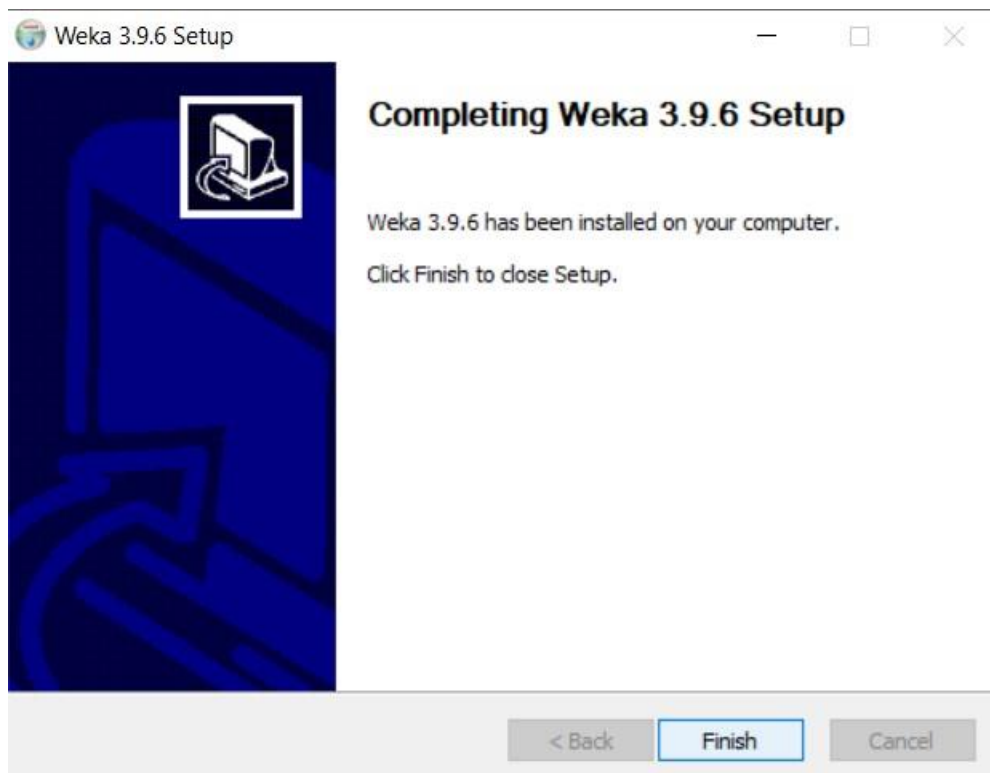 Weka 3.9.6 Setup
Completing Weka 3.9.6 Setup
Weka 3.9.6 has been installed on your computer.
Click Finish to close Setup.
< Back
Finish
Cancel